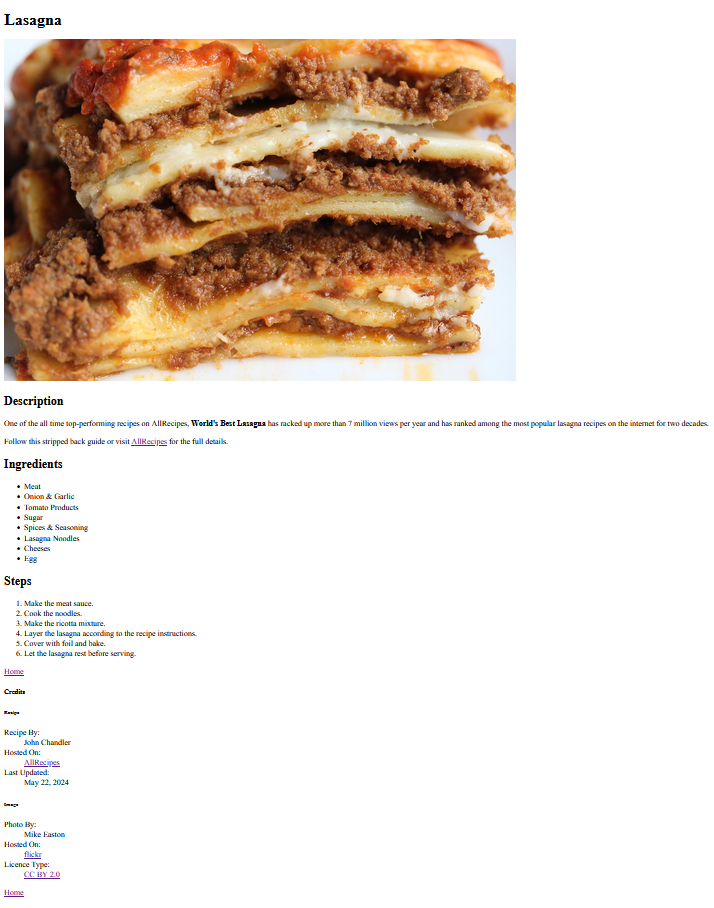 Lasagna
Description
One of the all time top-performing recipes on AllRecipes, World's Best Lasagna has racked up more than 7 million views per year and has ranked among the most popular lasagna recipes on the internet for two decades.
Follow this stripped back guide or visit AllRecipes for the full details.
Ingredients
• Meat
• Onion & Garlic
• Tomato Products
• Sugar
• Spices & Seasoning
• Lasagna Noodles
• Cheeses
• Egg
Steps
1. Make the meat sauce.
2. Cook the noodles.
3. Make the ricotta mixture.
4. Layer the lasagna according to the recipe instructions.
5. Cover with foil and bake.
6. Let the lasagna rest before serving.
Home
Credits
Recipe
Recipe By:
John Chandler
Hosted On:
AllRecipes
Last Updated:
May 22, 2024
Image
Photo By:
Mike Easton
Hosted On:
flickr
Licence Type:
CC BY 2.0
Home